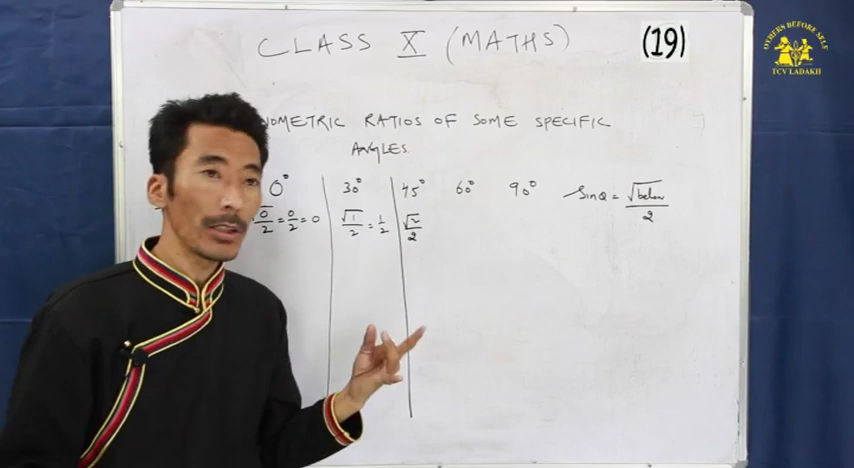 CLASS X (MATHS)
(19)
OTHERS BEFORE SELF
TCV LADAKH
NOMETRIC RATIOS OF SOME SPECIFIC
ANGLES.
0° 30° 45° 60° 90° Sinθ = √below/2
√0/2 = 0/2 = 0 √1/2 = 1/2 √2/2